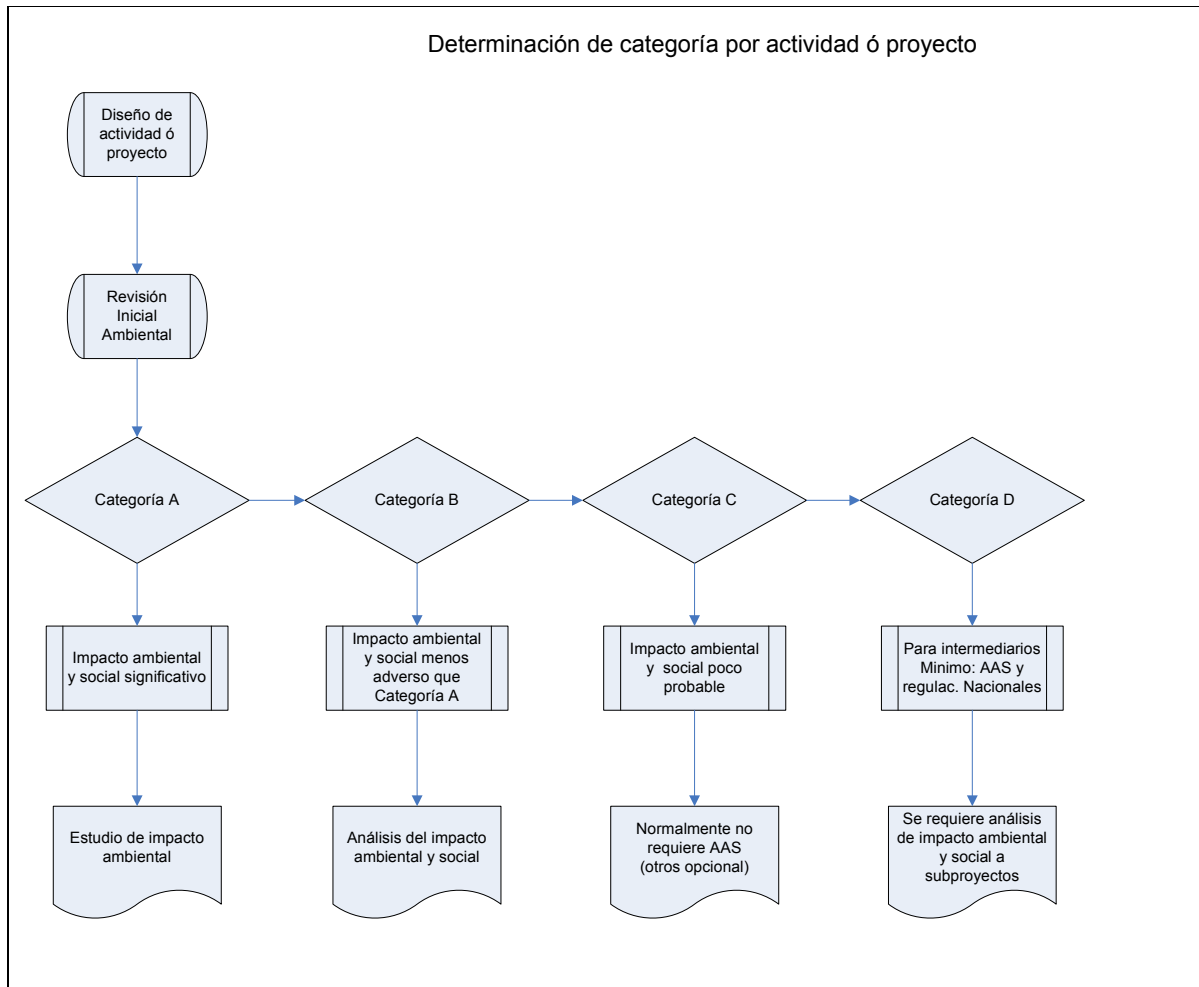 Determinación de categoría por actividad ó proyecto
Diseño de
actividad ó
proyecto
Revisión
Inicial
Ambiental
Categoría A
Categoría B
Categoría C
Categoría D
Impacto ambiental
y social significativo
Impacto ambiental
y social menos
adverso que
Categoría A
Impacto ambiental
y social poco
probable
Para intermediarios
Minimo: AAS y
regulac. Nacionales
Estudio de impacto
ambiental
Análisis del impacto
ambiental y social
Normalmente no
requiere AAS
(otros opcional)
Se requiere análisis
de impacto ambiental
y social a
subproyectos